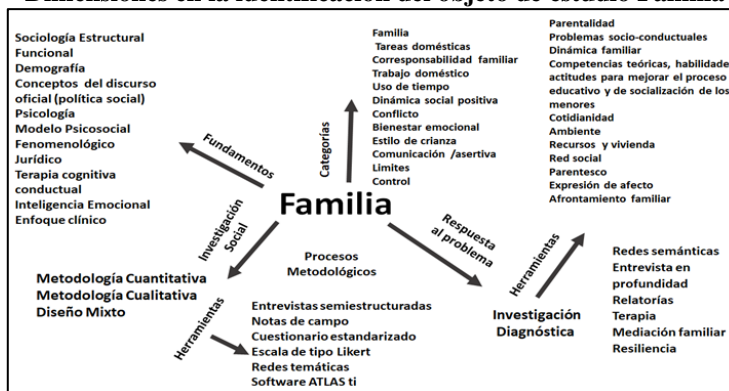 Dimensiones en la identificación del objeto de estudio Familia
Sociología Estructural
Funcional
Demografía
Conceptos del discurso
oficial (política social)
Psicología
Modelo Psicosocial
Fenomenológico
Jurídico
Terapia cognitiva
conductual
Inteligencia Emocional
Enfoque clínico
Fundamentos
Categorías
Familia
Tareas domésticas
Corresponsabilidad familiar
Trabajo doméstico
Uso de tiempo
Dinámica social positiva
Conflicto
Bienestar emocional
Estilo de crianza
Comunicación /asertiva
Limites
Control
Parentalidad
Problemas socio-conductuales
Dinámica familiar
Competencias teóricas, habilidades
actitudes para mejorar el proceso
educativo y de socialización de los
menores
Cotidianidad
Ambiente
Recursos y vivienda
Red social
Parentesco
Expresión de afecto
Afrontamiento familiar
Familia
Investigación
Social
Procesos
Metodológicos
Respuesta
al problema
Herramientas
Metodología Cuantitativa
Metodología Cualitativa
Diseño Mixto
Herramientas
Entrevistas semiestructuradas
Notas de campo
Cuestionario estandarizado
Escala de tipo Likert
Redes temáticas
Software ATLAS ti
Investigación
Diagnóstica
Redes semánticas
Entrevista en
profundidad
Relatorías
Terapia
Mediación familiar
Resiliencia